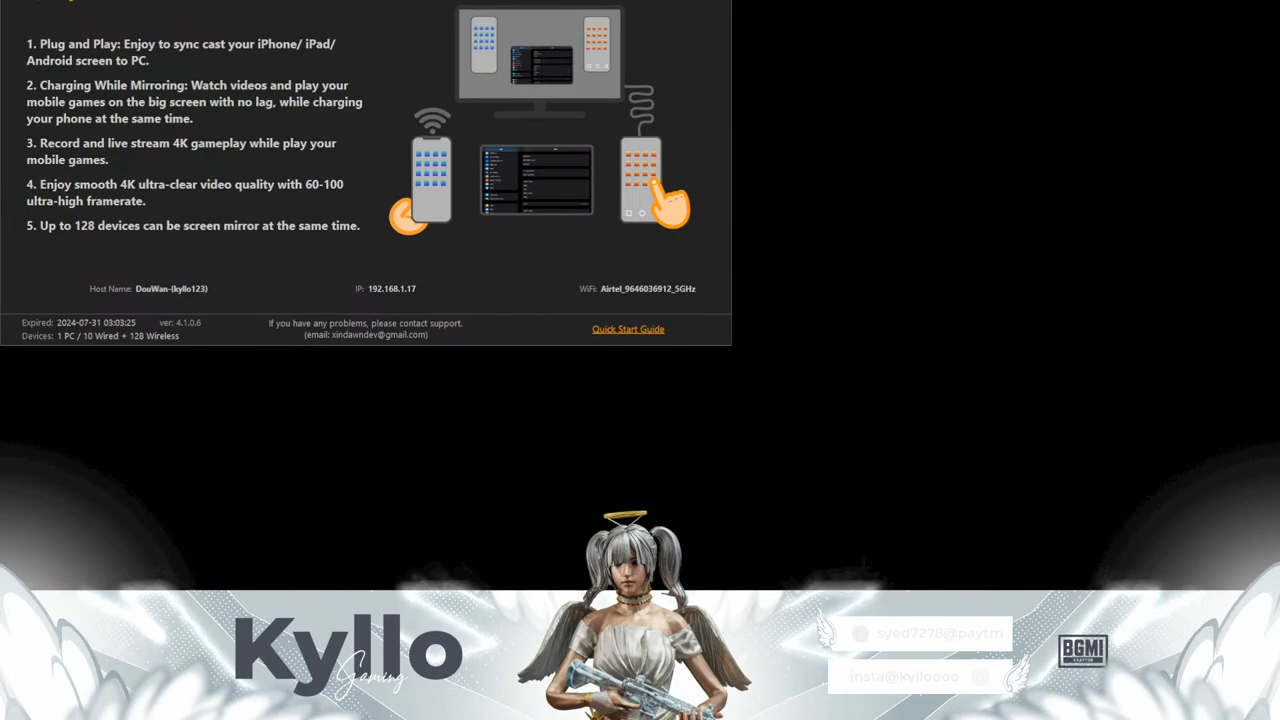 1. Plug and Play: Enjoy to sync cast your iPhone/ iPad/
Android screen to PC.
2. Charging While Mirroring: Watch videos and play your
mobile games on the big screen with no lag, while charging
your phone at the same time.
3. Record and live stream 4K gameplay while play your
mobile games.
4. Enjoy smooth 4K ultra-clear video quality with 60-100
ultra-high framerate.
5. Up to 128 devices can be screen mirror at the same time.
Host Name: DouWan-(kyllo123)
IP: 192.168.1.17
WiFi: Airtel_9646036912_5GHz
Expired: 2024-07-31 03:03:25 ver: 4.1.0.6
Devices: 1 PC / 10 Wired + 128 Wireless
If you have any problems, please contact support.
(email: xindawndev@gmail.com)
Quick Start Guide
Kyllo
Gaming
syed7278@paytm
insta@kylloooo
BGMI
KRAFTON